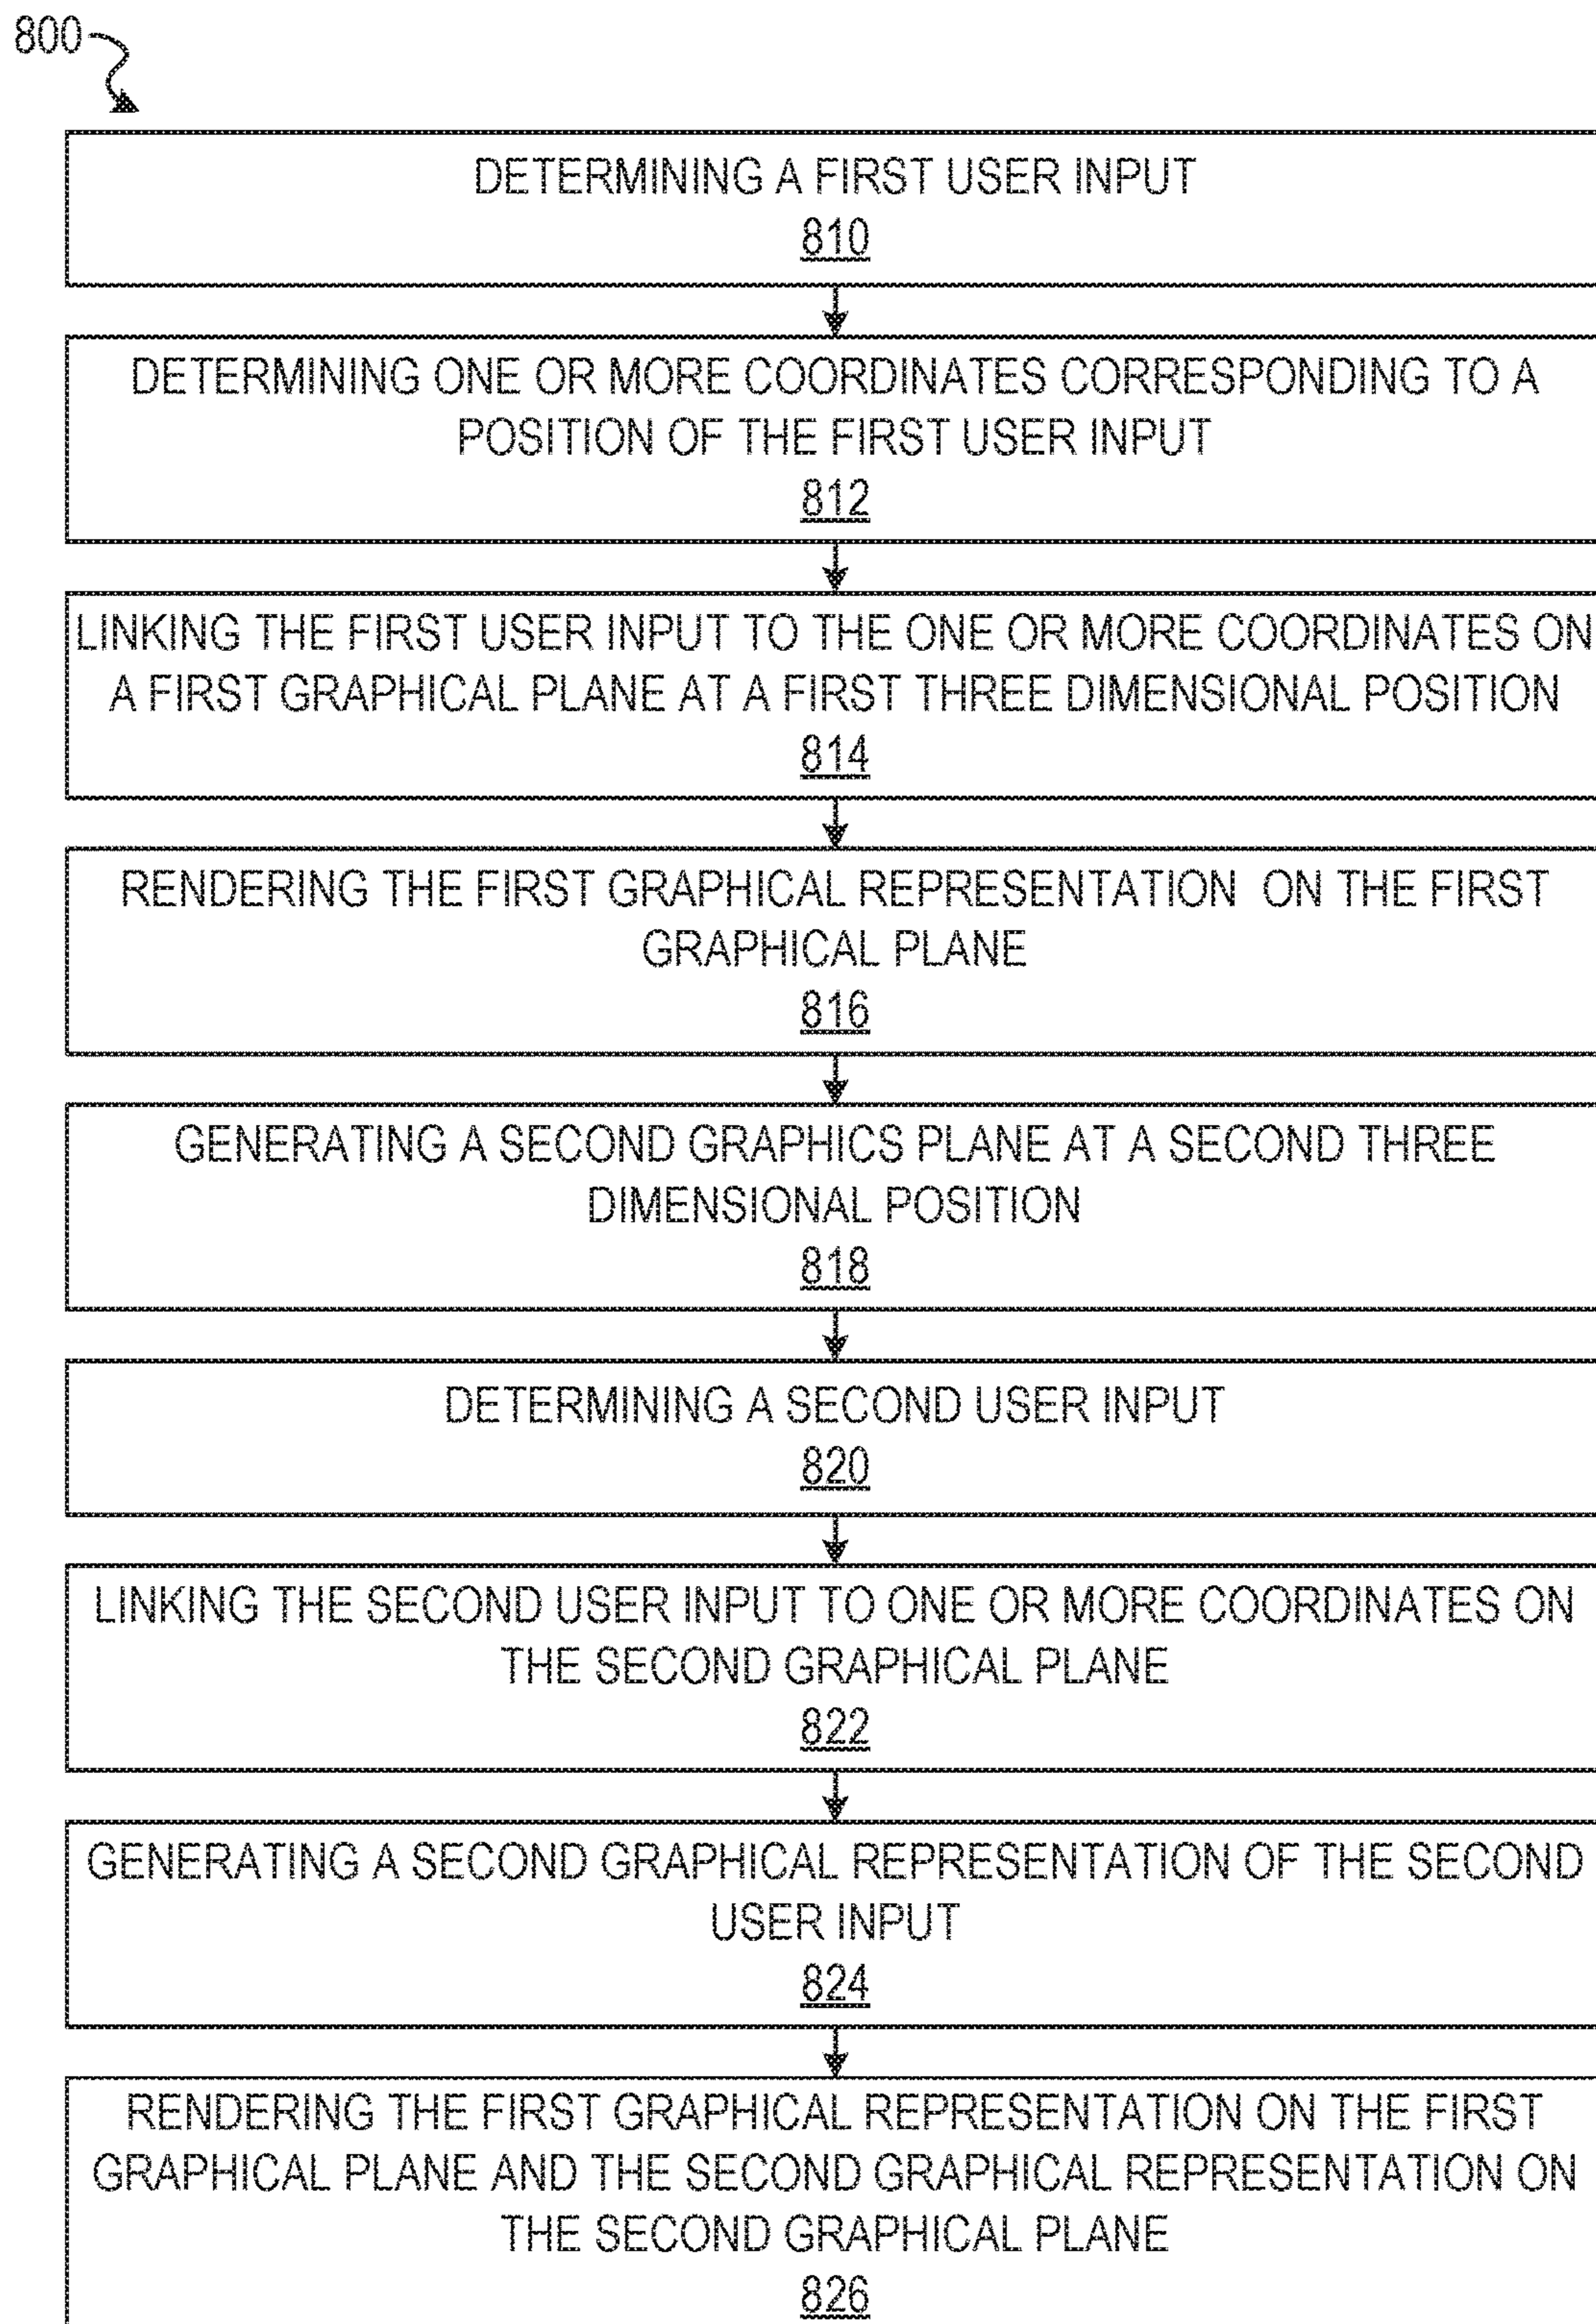 800
DETERMINING A FIRST USER INPUT
810
DETERMINING ONE OR MORE COORDINATES CORRESPONDING TO A
POSITION OF THE FIRST USER INPUT
812
LINKING THE FIRST USER INPUT TO THE ONE OR MORE COORDINATES ON
A FIRST GRAPHICAL PLANE AT A FIRST THREE DIMENSIONAL POSITION
814
RENDERING THE FIRST GRAPHICAL REPRESENTATION ON THE FIRST
GRAPHICAL PLANE
816
GENERATING A SECOND GRAPHICS PLANE AT A SECOND THREE
DIMENSIONAL POSITION
818
DETERMINING A SECOND USER INPUT
820
LINKING THE SECOND USER INPUT TO ONE OR MORE COORDINATES ON
THE SECOND GRAPHICAL PLANE
822
GENERATING A SECOND GRAPHICAL REPRESENTATION OF THE SECOND
USER INPUT
824
RENDERING THE FIRST GRAPHICAL REPRESENTATION ON THE FIRST
GRAPHICAL PLANE AND THE SECOND GRAPHICAL REPRESENTATION ON
THE SECOND GRAPHICAL PLANE
826